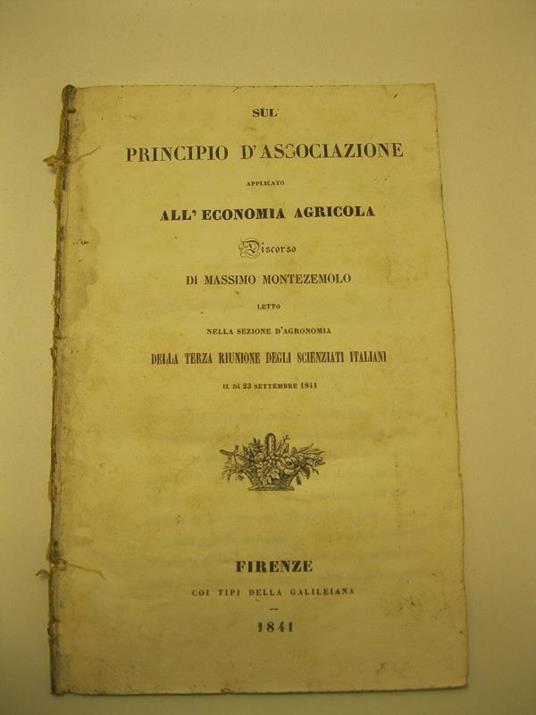 SUL
PRINCIPIO D'ASSOCIAZIONE
APPLICATO
ALL'ECONOMIA AGRICOLA
Discorso
DI MASSIMO MONTEZEMOLO
LETTO
NELLA SEZIONE D'AGRONOMIA
DELLA TERZA RIUNIONE DEGLI SCIENZIATI ITALIANI
IL DÌ 23 SETTEMBRE 1841
FIRENZE
COI TIPI DELLA GALILEIANA
1841